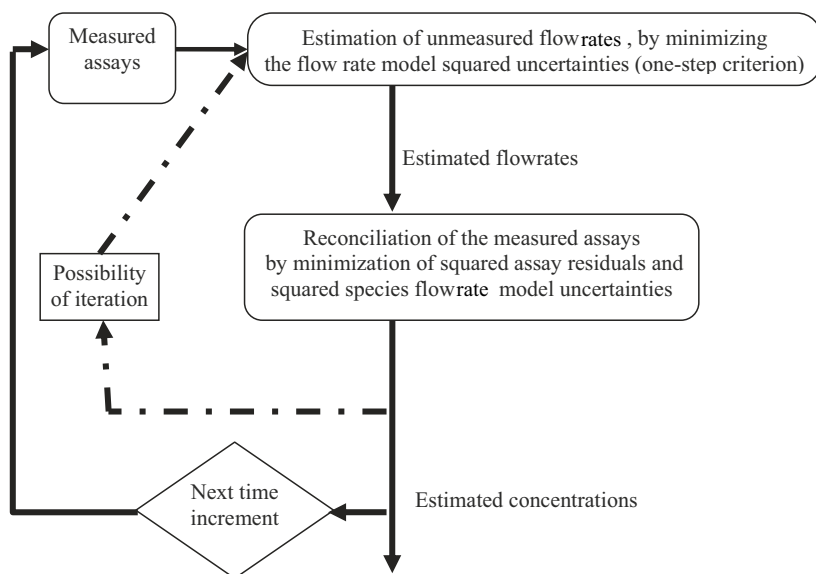 Measured
assays
Estimation of unmeasured flowrates , by minimizing
the flow rate model squared uncertainties (one-step criterion)
Estimated flowrates
Reconciliation of the measured assays
by minimization of squared assay residuals and
squared species flowrate model uncertainties
Possibility
of iteration
Next time
increment
Estimated concentrations